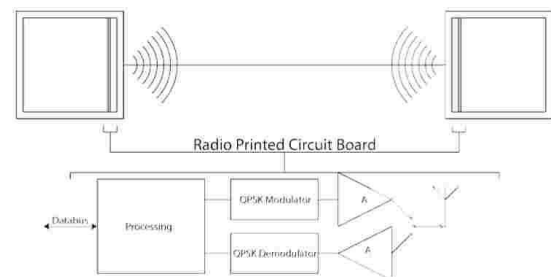 Radio Printed Circuit Board
QPSK Modulator
A
Databus
Processing
QPSK Demodulator
A